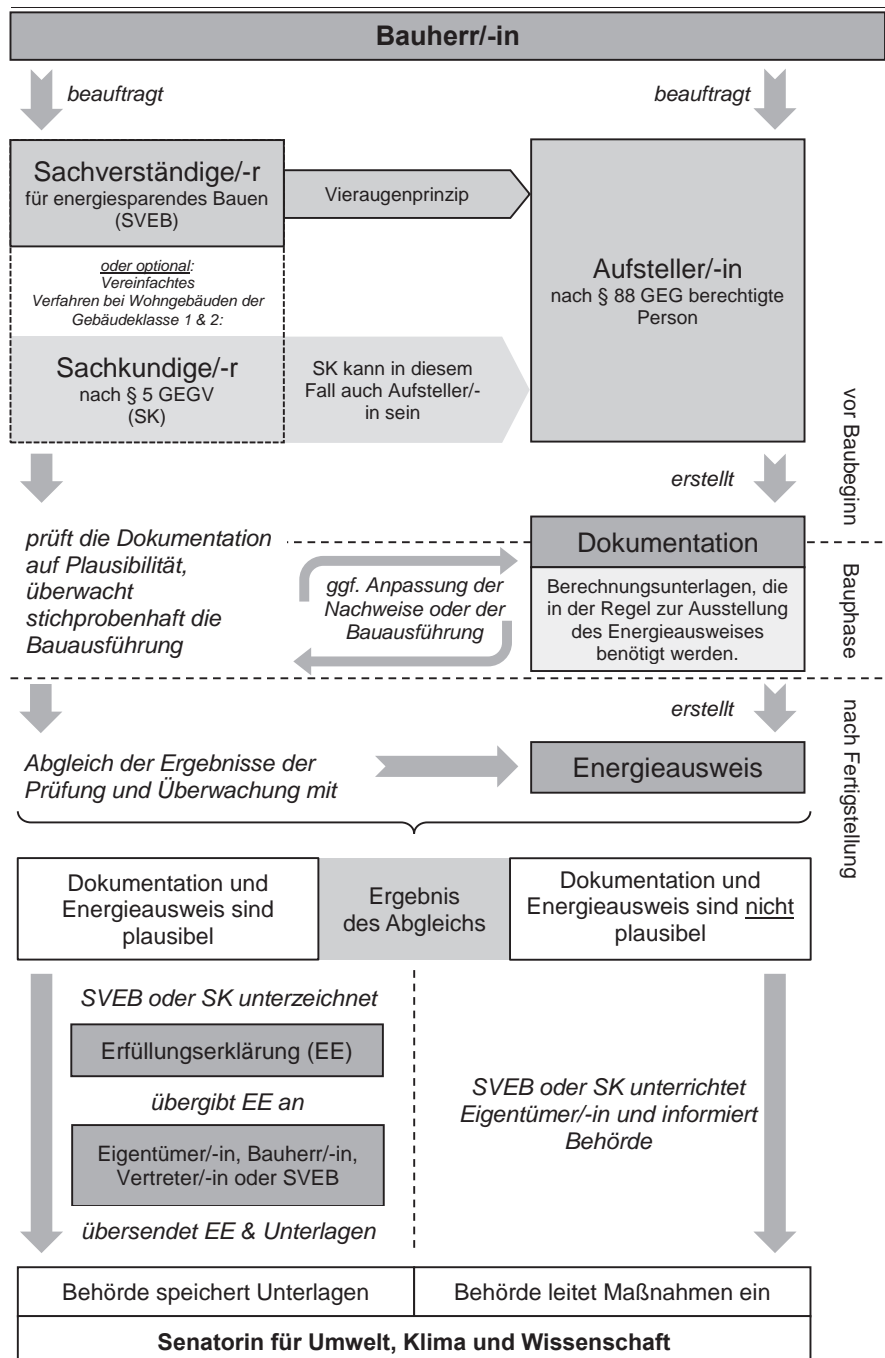 Bauherr/-in
beauftragt
beauftragt
Sachverständige/-r
für energiesparendes Bauen
(SVEB)
Vieraugenprinzip
oder optional:
Vereinfachtes
Verfahren bei Wohngebäuden der
Gebäudeklasse 1 & 2:
Sachkundige/-r
nach § 5 GEGV
(SK)
SK kann in diesem
Fall auch Aufsteller/-
in sein
Aufsteller/-in
nach § 88 GEG berechtigte
Person
vor Baubeginn
erstellt
prüft die Dokumentation
auf Plausibilität,
überwacht
stichprobenhaft die
Bauausführung
ggf. Anpassung der
Nachweise oder der
Bauausführung
Dokumentation
Berechnungsunterlagen, die
in der Regel zur Ausstellung
des Energieausweises
benötigt werden.
Bauphase
erstellt
Abgleich der Ergebnisse der
Prüfung und Überwachung mit
Energieausweis
nach Fertigstellung
Dokumentation und
Energieausweis sind
plausibel
Ergebnis
des Abgleichs
Dokumentation und
Energieausweis sind nicht
plausibel
SVEB oder SK unterzeichnet
Erfüllungserklärung (EE)
übergibt EE an
Eigentümer/-in, Bauherr/-in,
Vertreter/-in oder SVEB
übersendet EE & Unterlagen
SVEB oder SK unterrichtet
Eigentümer/-in und informiert
Behörde
Behörde speichert Unterlagen
Behörde leitet Maßnahmen ein
Senatorin für Umwelt, Klima und Wissenschaft